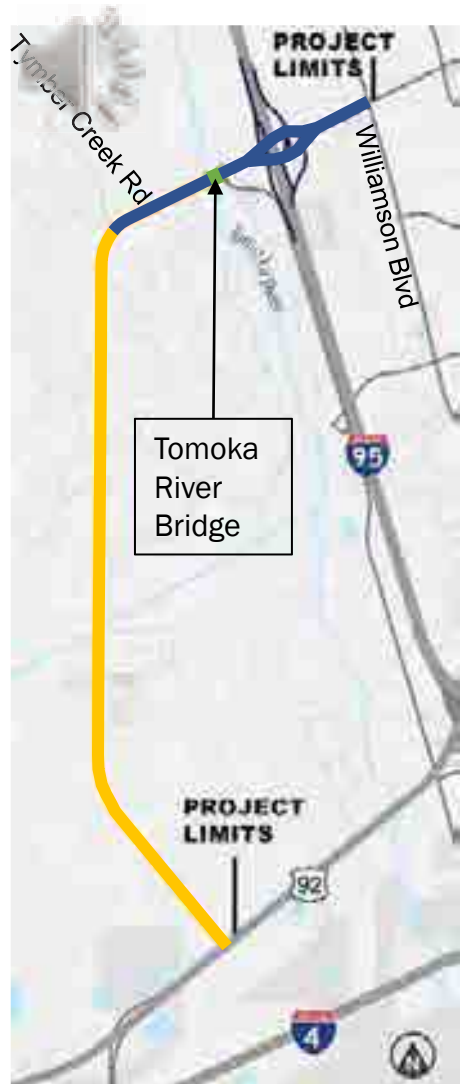 PROJECT
LIMITS
Tymber Creek Rd
Williamson Blvd
Tomoka
River
Bridge
95
PROJECT
LIMITS
92
4